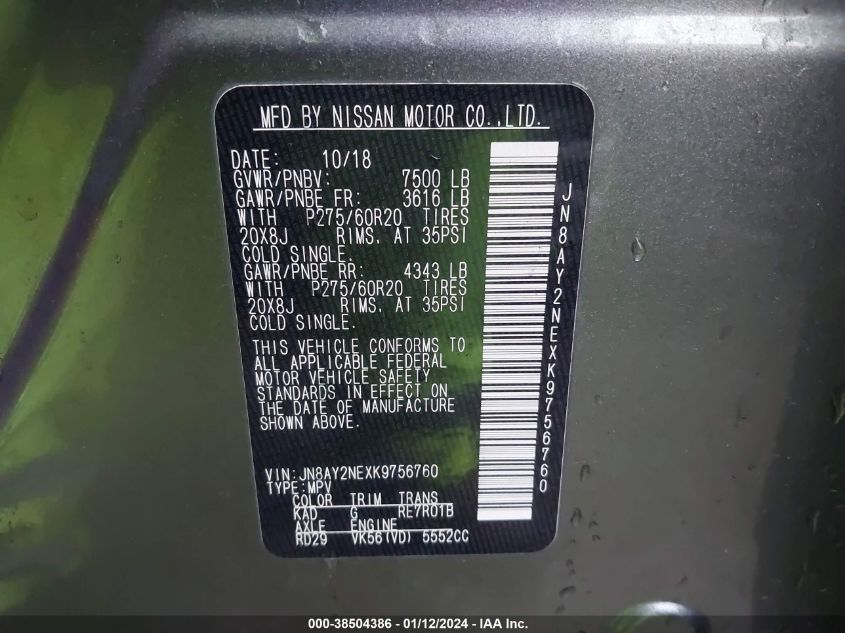 MFD BY NISSAN MOTOR CO.,LTD.
DATE: 10/18
GVWR/PNBV: 7500 LB
GAWR/PNBE FR: 3616 LB
WITH P275/60R20 TIRES
20X8J RIMS. AT 35PSI
COLD SINGLE.
GAWR/PNBE RR: 4343 LB
WITH P275/60R20 TIRES
20X8J RIMS. AT 35PSI
COLD SINGLE.
THIS VEHICLE CONFORMS TO
ALL APPLICABLE FEDERAL
MOTOR VEHICLE SAFETY
STANDARDS IN EFFECT ON
THE DATE OF MANUFACTURE
SHOWN ABOVE.
VIN:JN8AY2NEXK9756760
TYPE:MPV
COLOR TRIM TRANS
KAD G RE7R01B
AXLE ENGINE
RD29 VK56(VD) 5552CC
JN8AY2NEXK9756760
000-38504386 - 01/12/2024 - IAA Inc.